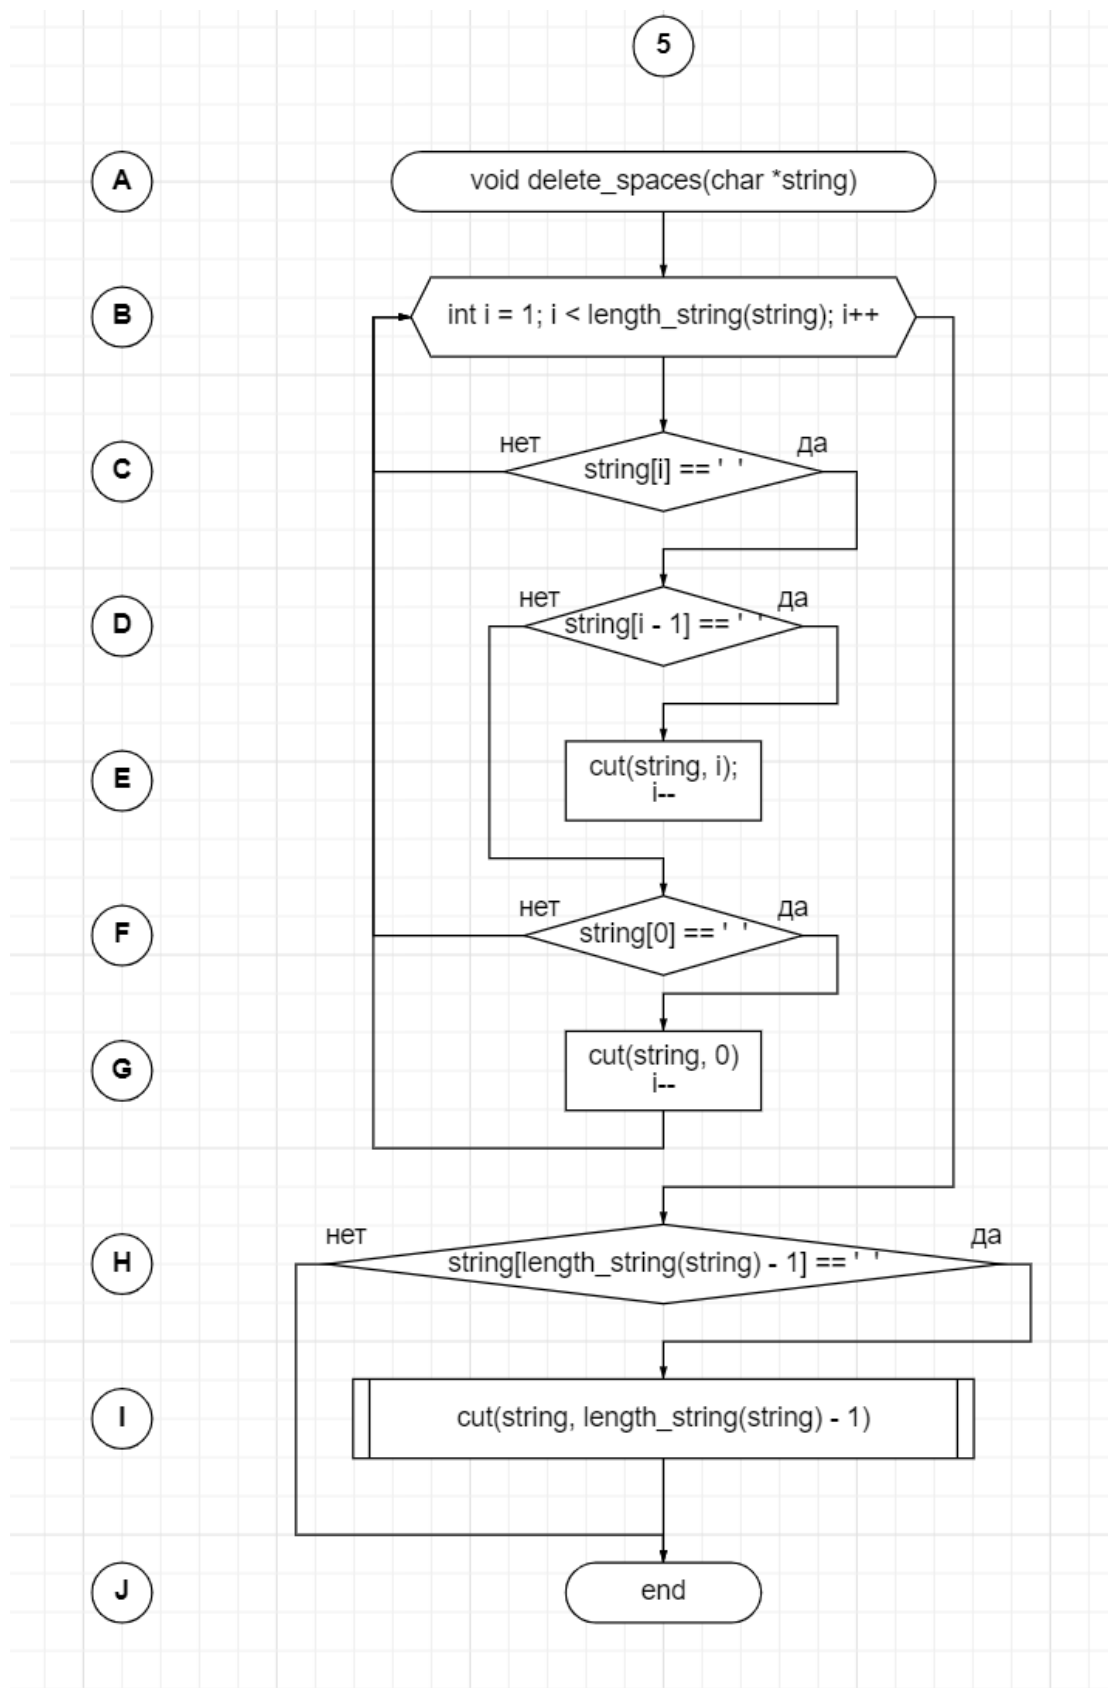 5
A
void delete_spaces(char *string)
B
int i = 1; i < length_string(string); i++
C
нет
да
string[i] == ' '
D
нет
да
string[i - 1] == ' '
E
cut(string, i);
i--
F
нет
да
string[0] == ' '
G
cut(string, 0)
i--
H
нет
да
string[length_string(string) - 1] == ' '
I
cut(string, length_string(string) - 1)
J
end